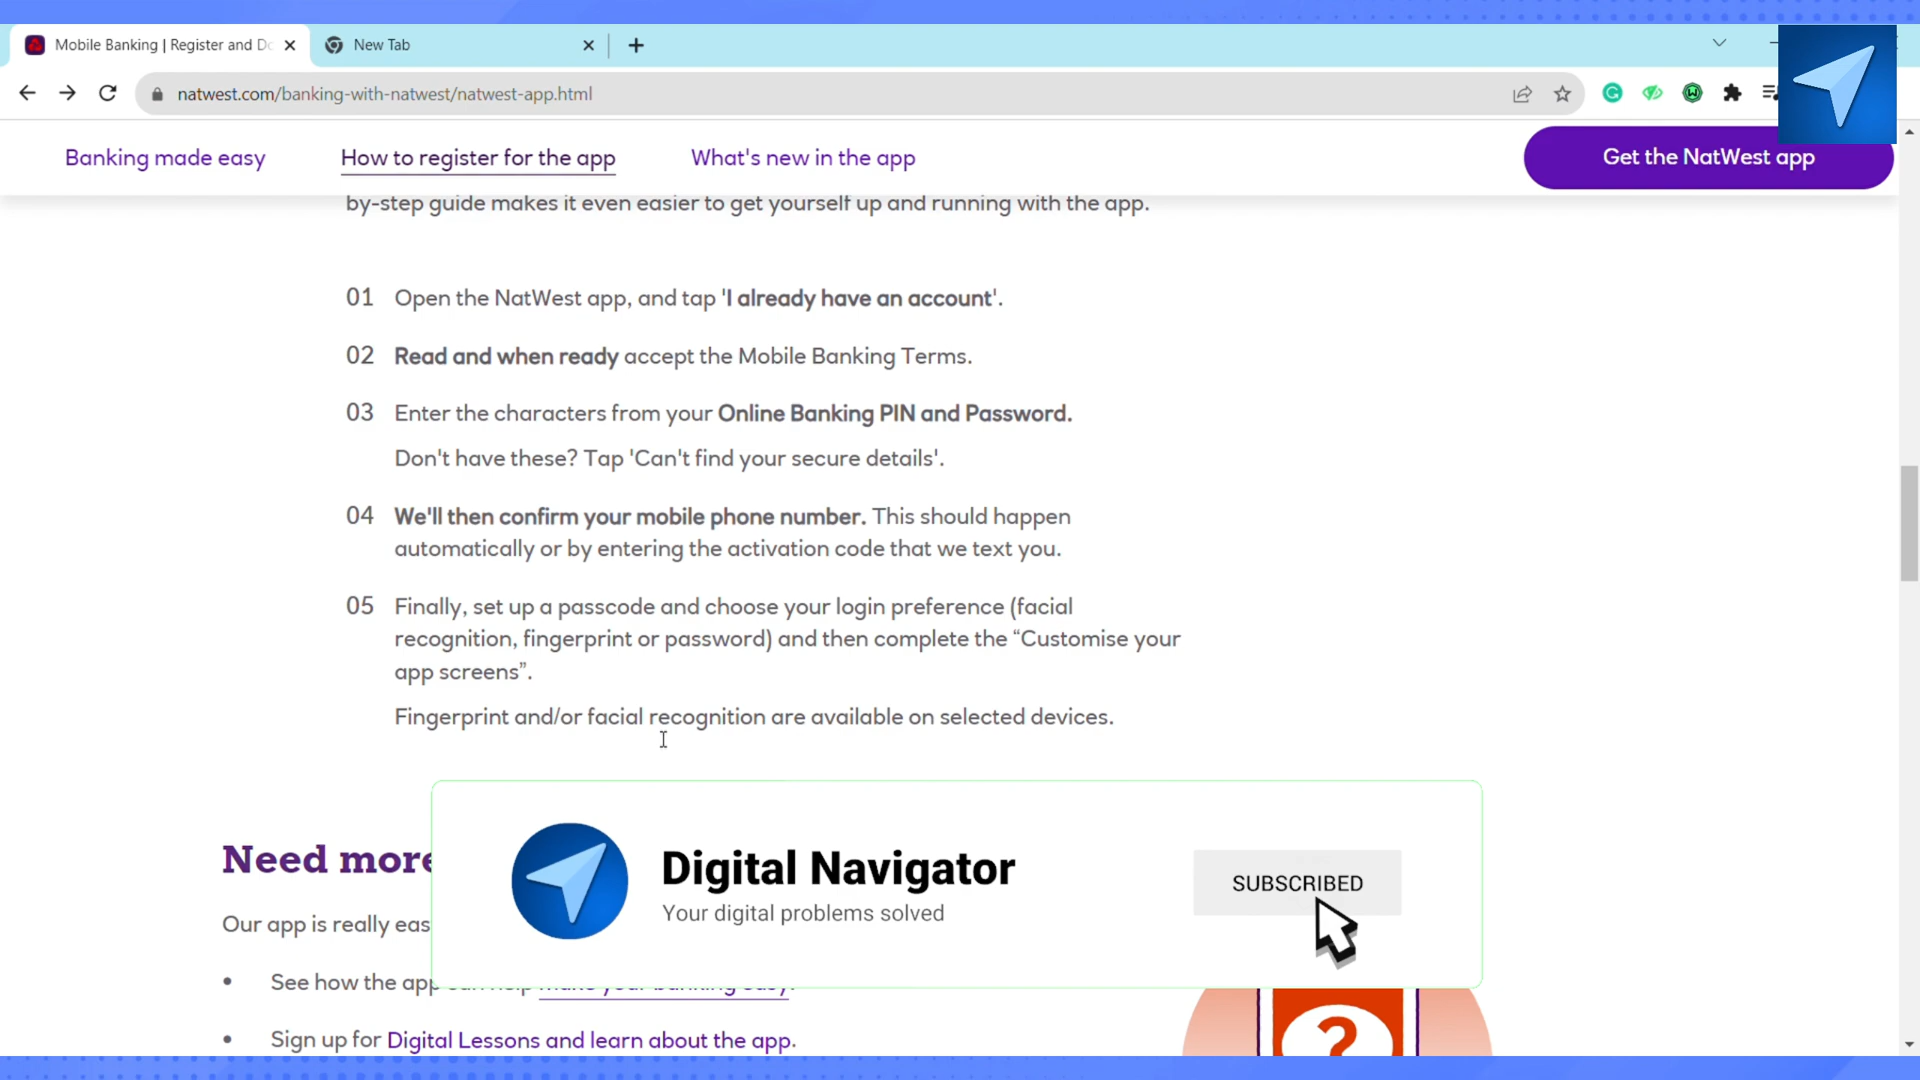 Mobile Banking | Register and Do
New Tab
natwest.com/banking-with-natwest/natwest-app.html
Banking made easy
How to register for the app
What's new in the app
Get the NatWest app
by-step guide makes it even easier to get yourself up and running with the app.
01 Open the NatWest app, and tap 'I already have an account'.
02 Read and when ready accept the Mobile Banking Terms.
03 Enter the characters from your Online Banking PIN and Password.
Don't have these? Tap 'Can't find your secure details'.
04 We'll then confirm your mobile phone number. This should happen
automatically or by entering the activation code that we text you.
05 Finally, set up a passcode and choose your login preference (facial
recognition, fingerprint or password) and then complete the “Customise your
app screens”.
Fingerprint and/or facial recognition are available on selected devices.
Need more
Our app is really eas
Digital Navigator
Your digital problems solved
SUBSCRIBED
See how the app can help make your banking easy.
Sign up for Digital Lessons and learn about the app.
?